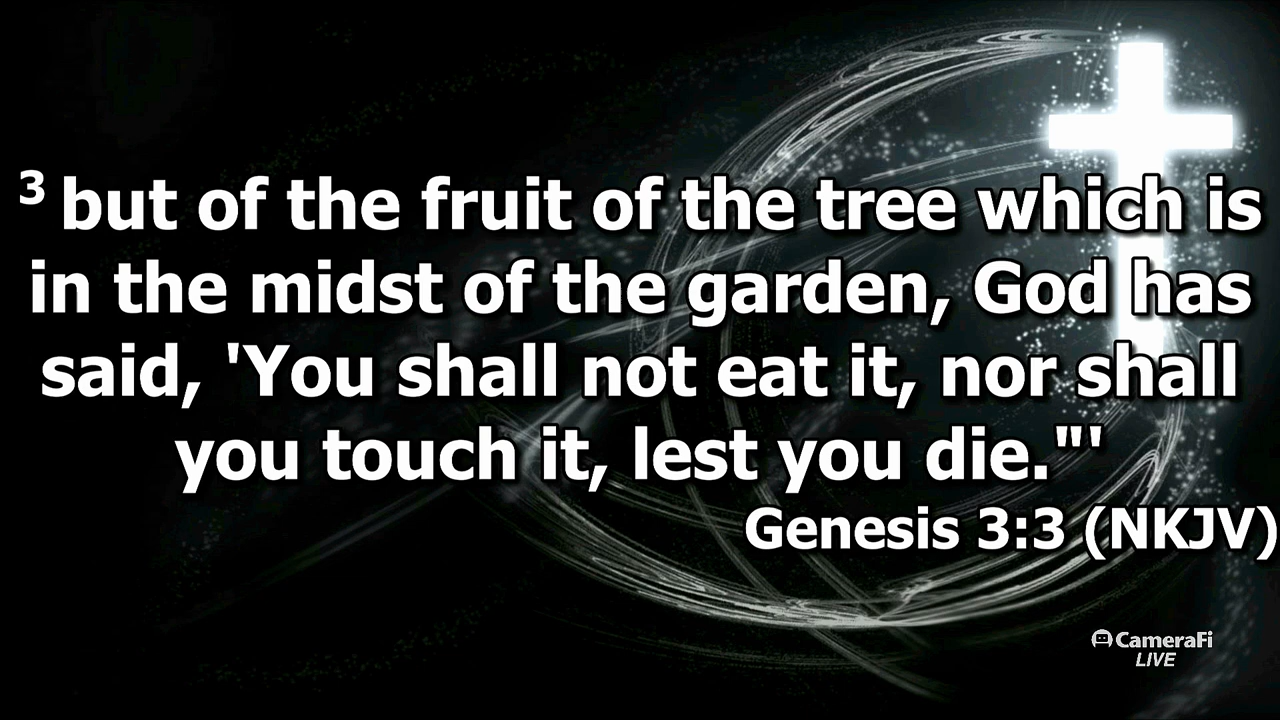 3 but of the fruit of the tree which is
in the midst of the garden, God has
said, 'You shall not eat it, nor shall
you touch it, lest you die."'
Genesis 3:3 (NKJV)
CameraFi
LIVE